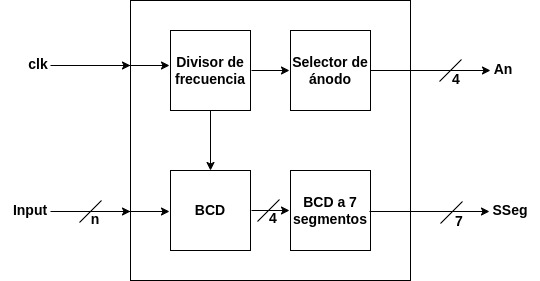 clk
Divisor de
frecuencia
Selector de
ánodo
4
An
Input
n
BCD
4
BCD a 7
segmentos
7
SSeg